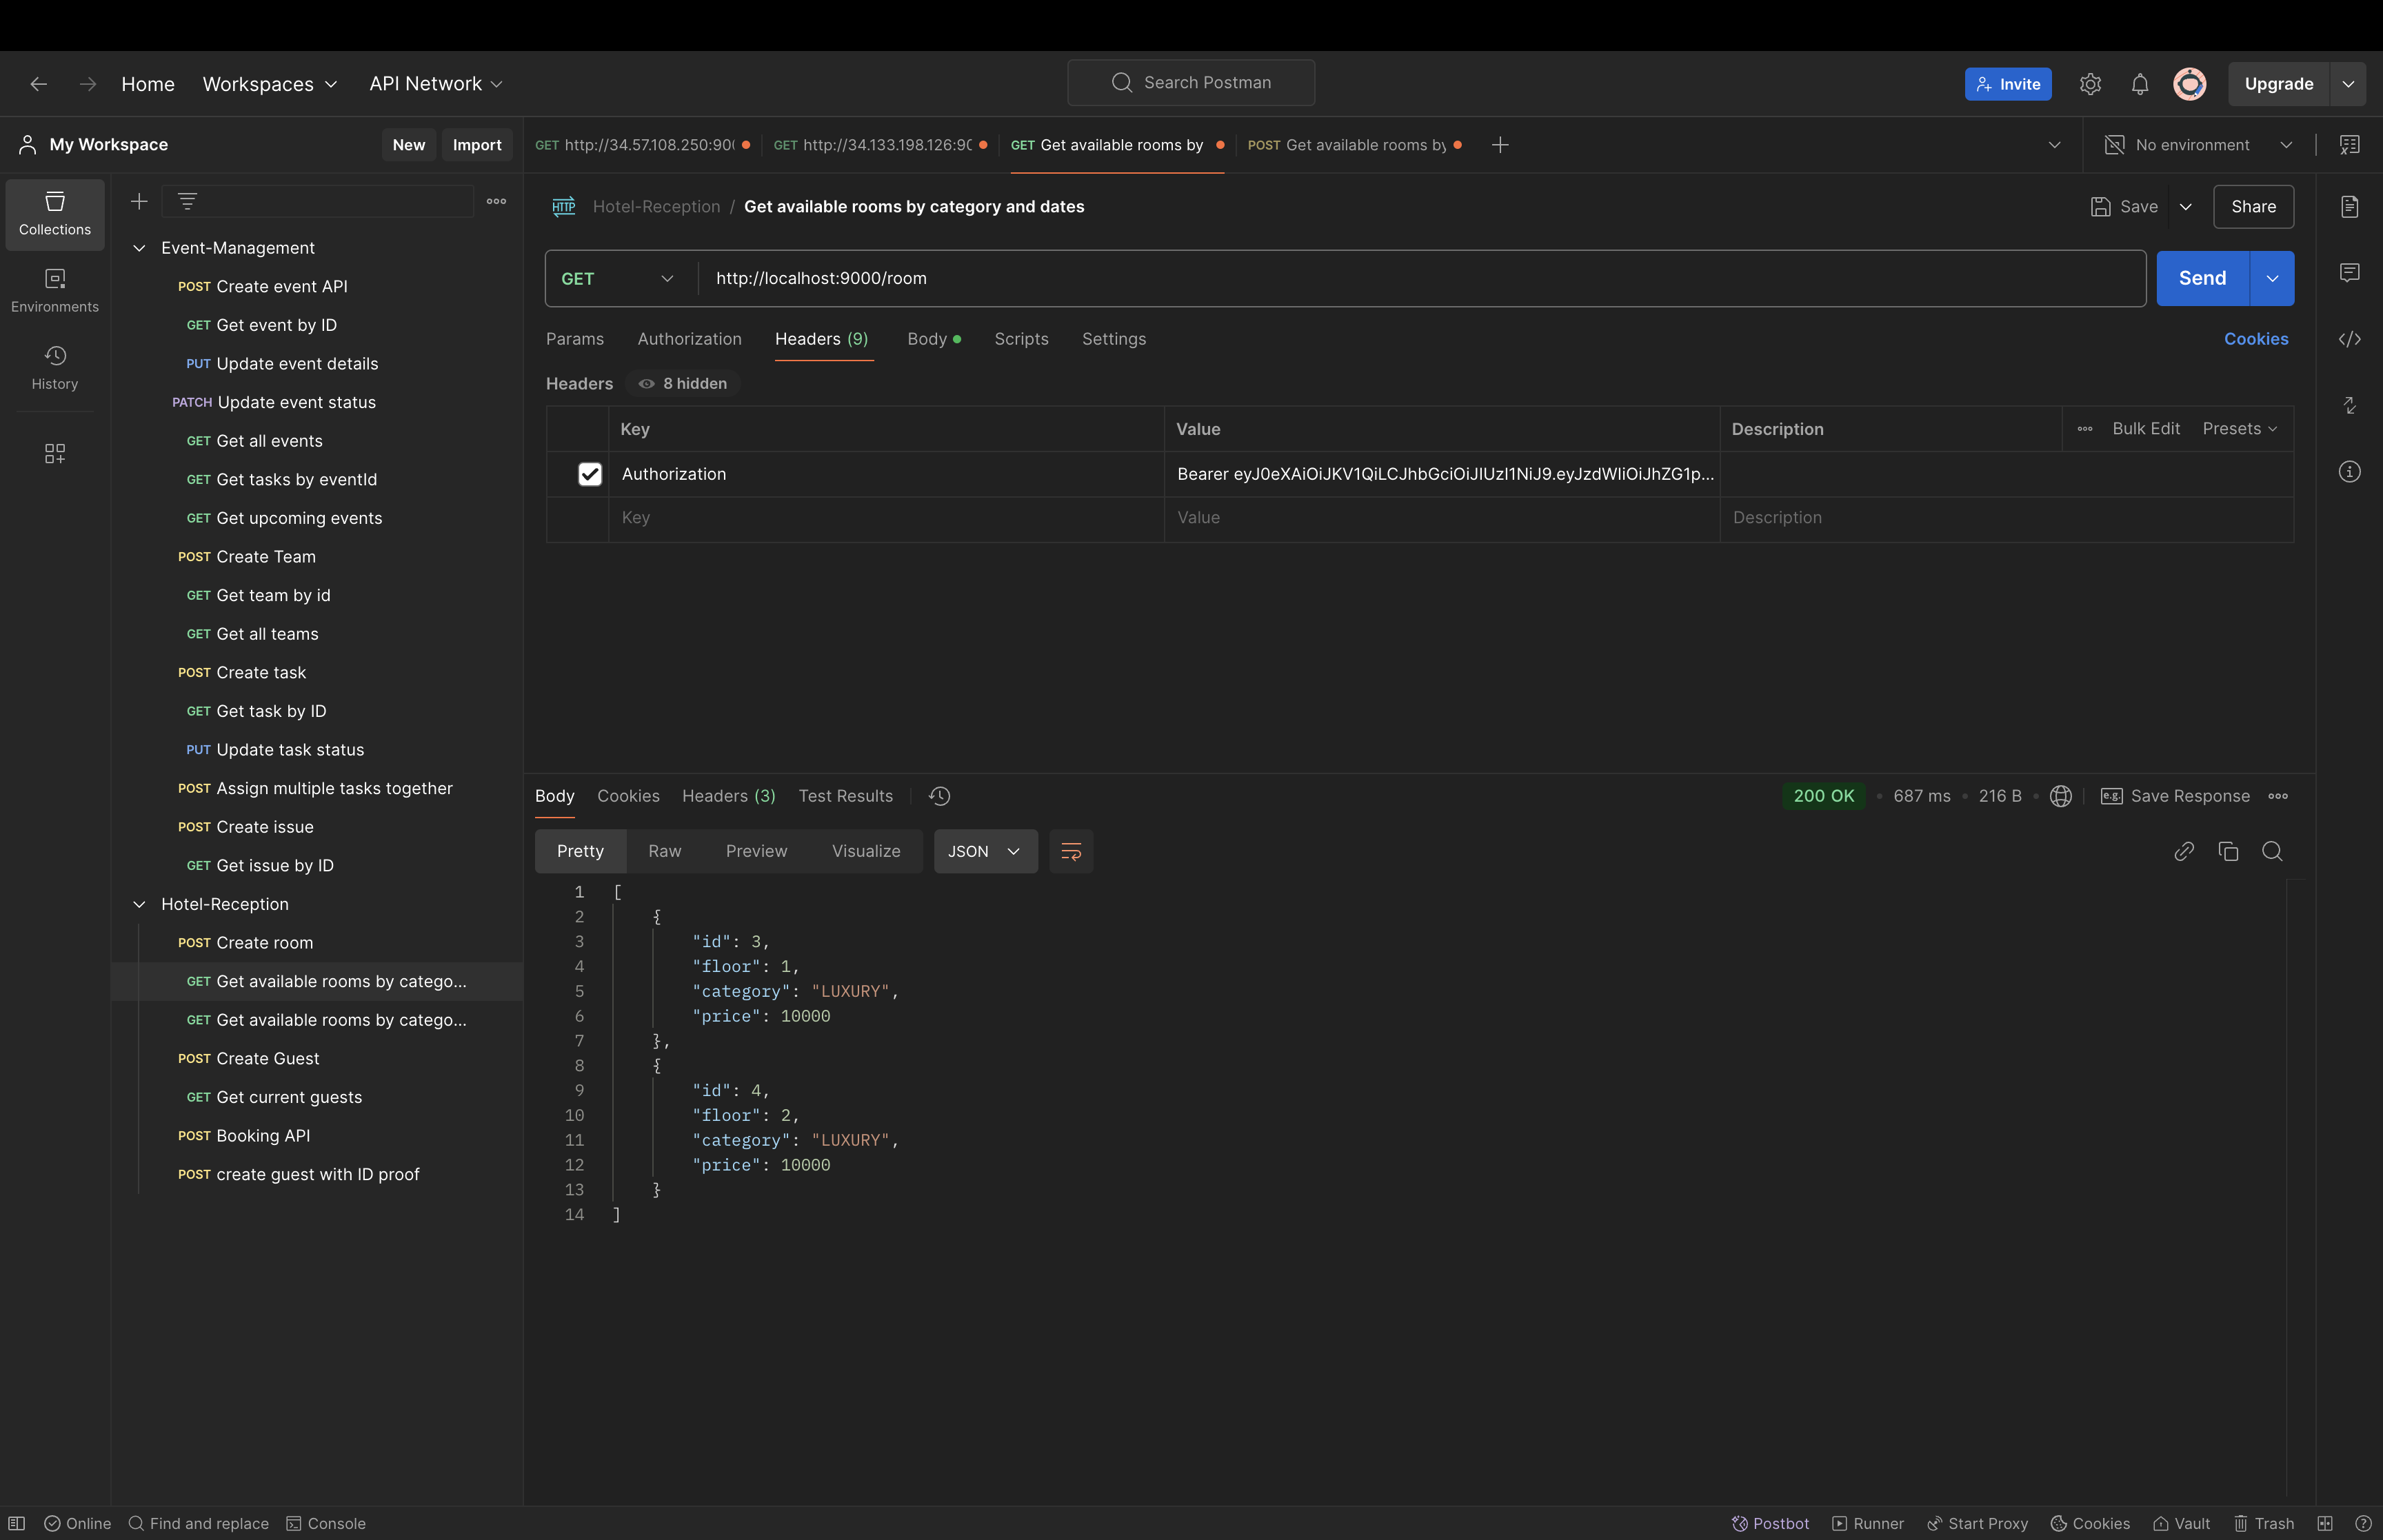 Home Workspaces API Network Search Postman Invite Upgrade
My Workspace New Import
GET http://34.57.108.250:90 GET http://34.133.198.126:9 GET Get available rooms by POST Get available rooms by No environment
Collections
Environments
History
Event-Management
POST Create event API
GET Get event by ID
PUT Update event details
PATCH Update event status
GET Get all events
GET Get tasks by eventId
GET Get upcoming events
POST Create Team
GET Get team by id
GET Get all teams
POST Create task
GET Get task by ID
PUT Update task status
POST Assign multiple tasks together
POST Create issue
GET Get issue by ID
Hotel-Reception
POST Create room
GET Get available rooms by catego...
GET Get available rooms by catego...
POST Create Guest
GET Get current guests
POST Booking API
POST create guest with ID proof
HTTP Hotel-Reception / Get available rooms by category and dates Save Share
GET http://localhost:9000/room Send
Params Authorization Headers (9) Body Scripts Settings Cookies
Headers 8 hidden
Key Value Description Bulk Edit Presets
Authorization Bearer eyJ0eXAiOiJKV1QiLCJhbGciOiJIUzI1NiJ9.eyJzdWIiOiJhZG1p...
Key Value Description
Body Cookies Headers (3) Test Results 200 OK 687 ms 216 B e.g. Save Response
Pretty Raw Preview Visualize JSON
1 [
2 {
3 "id": 3,
4 "floor": 1,
5 "category": "LUXURY",
6 "price": 10000
7 },
8 {
9 "id": 4,
10 "floor": 2,
11 "category": "LUXURY",
12 "price": 10000
13 }
14 ]
Online Find and replace Console Postbot Runner Start Proxy Cookies Vault Trash